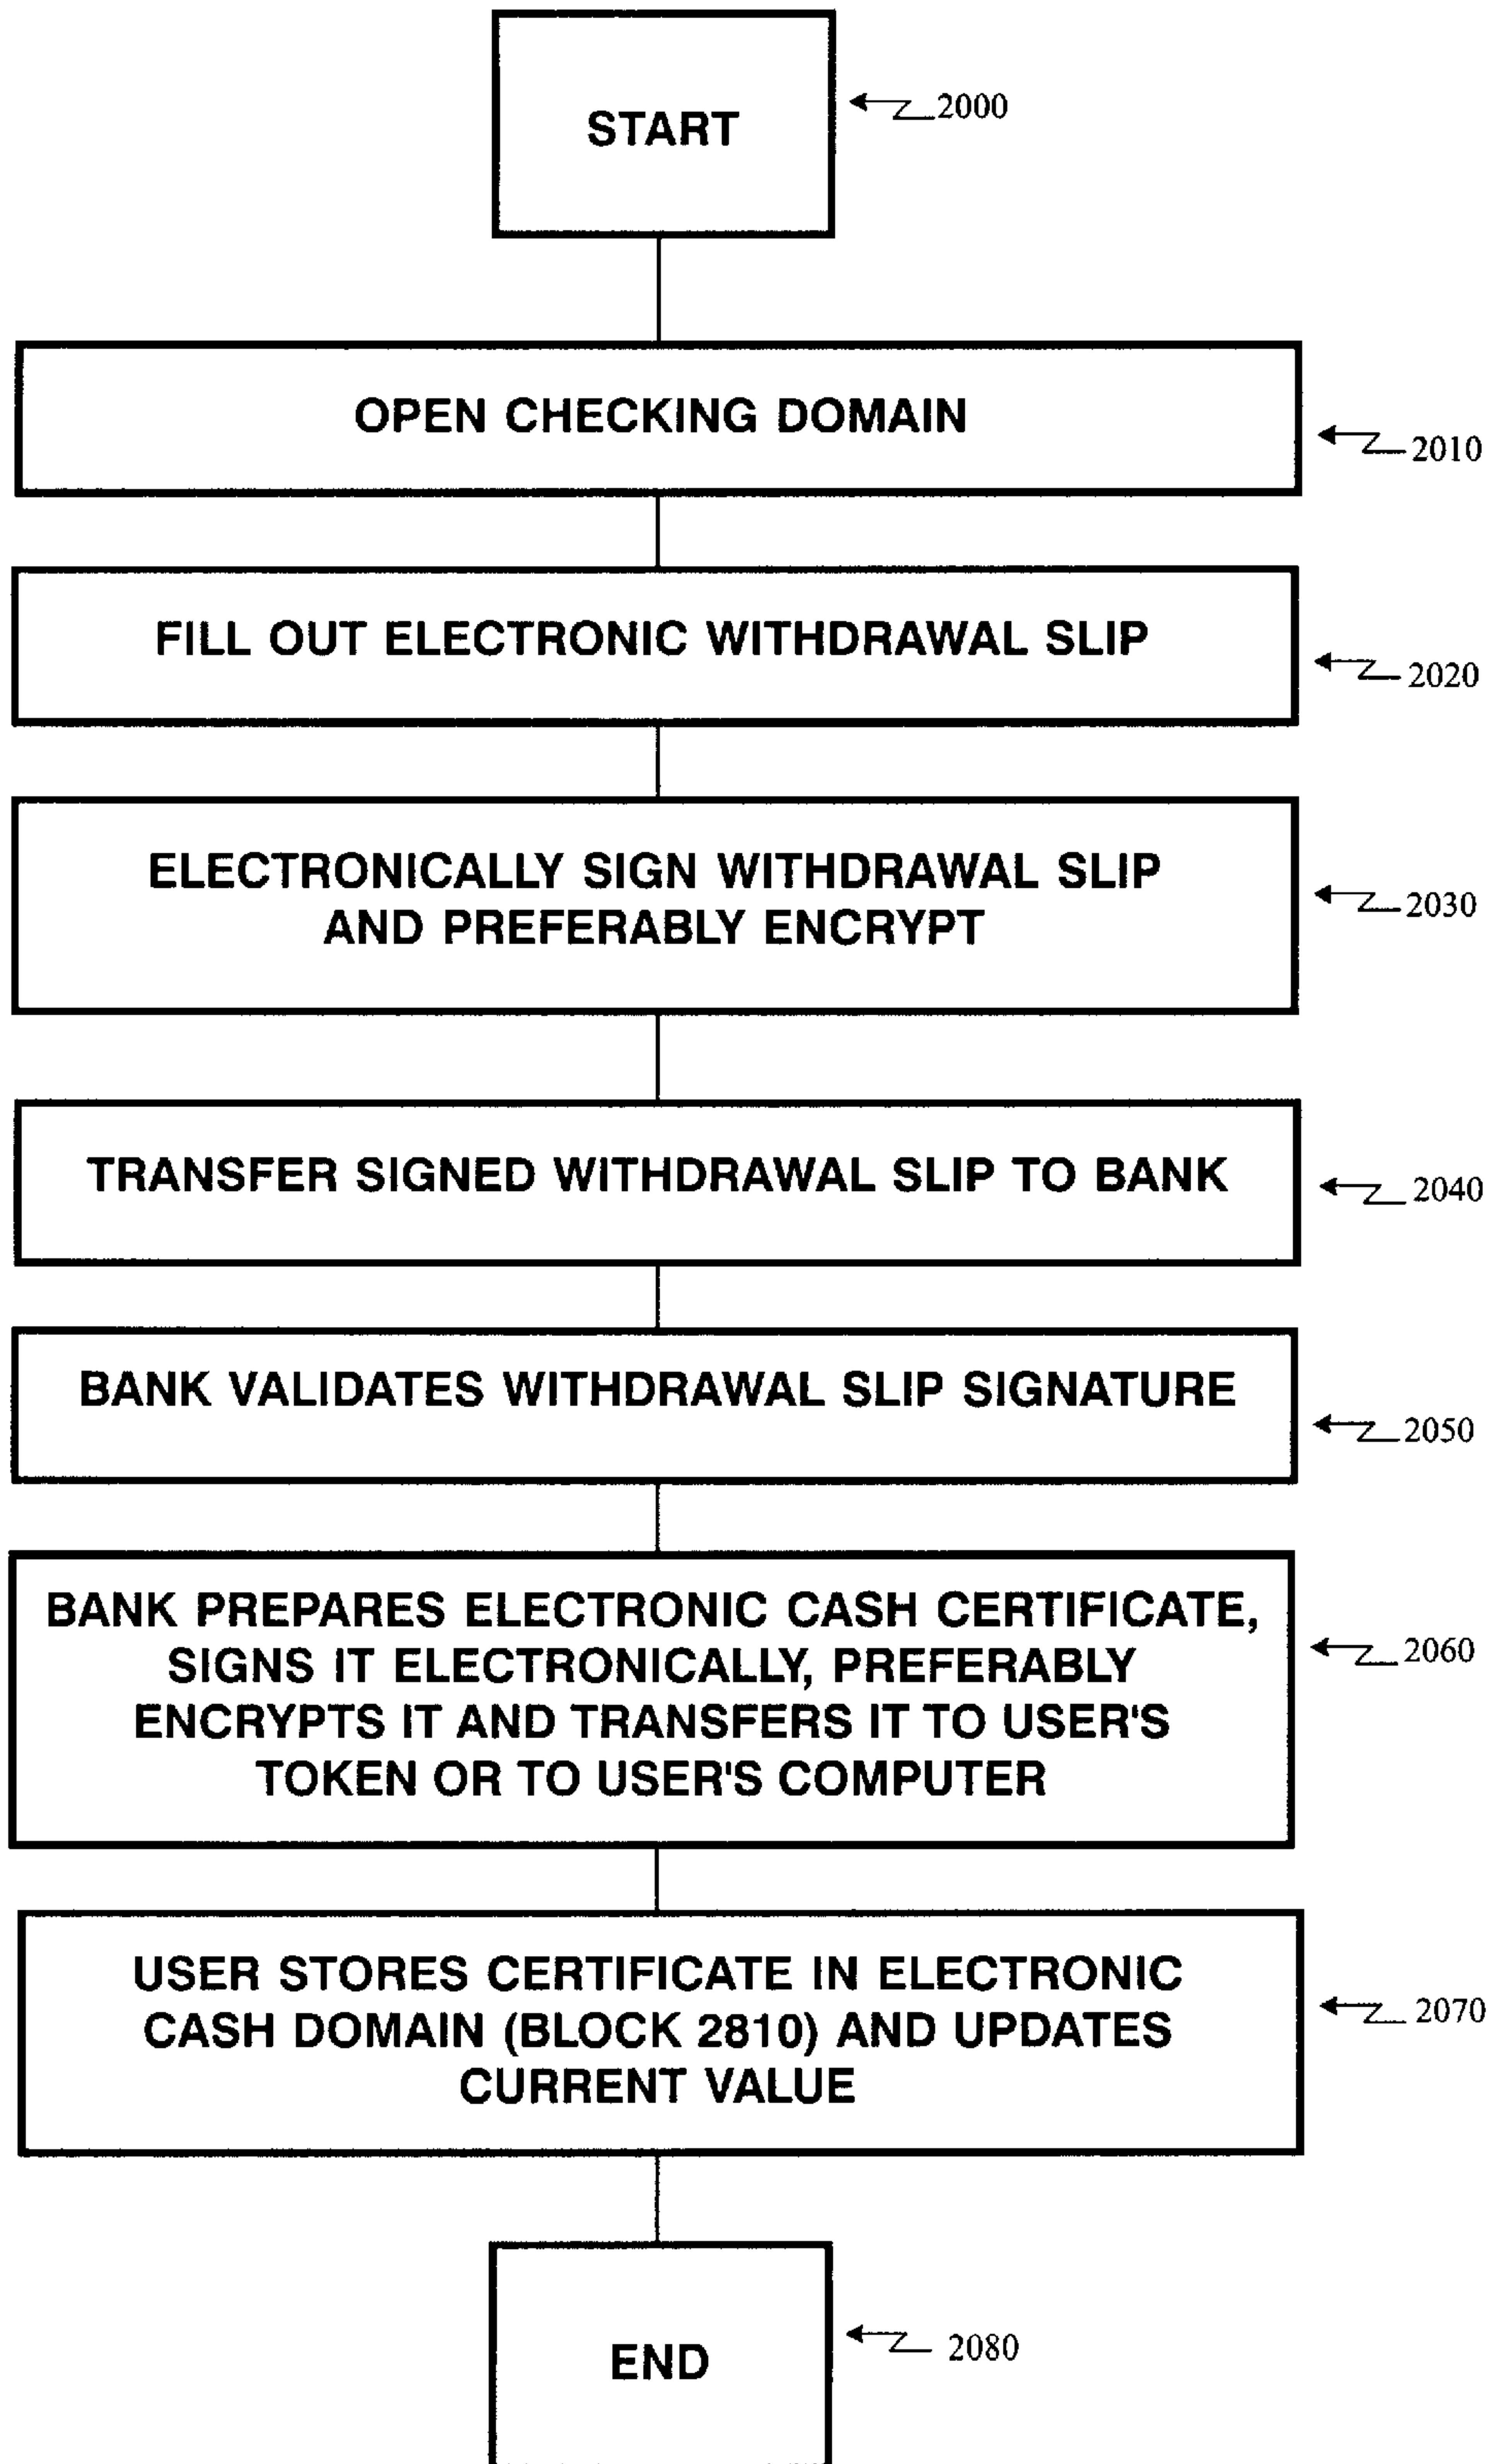 START
2000
OPEN CHECKING DOMAIN
2010
FILL OUT ELECTRONIC WITHDRAWAL SLIP
2020
ELECTRONICALLY SIGN WITHDRAWAL SLIP
AND PREFERABLY ENCRYPT
2030
TRANSFER SIGNED WITHDRAWAL SLIP TO BANK
2040
BANK VALIDATES WITHDRAWAL SLIP SIGNATURE
2050
BANK PREPARES ELECTRONIC CASH CERTIFICATE,
SIGNS IT ELECTRONICALLY, PREFERABLY
ENCRYPTS IT AND TRANSFERS IT TO USER'S
TOKEN OR TO USER'S COMPUTER
2060
USER STORES CERTIFICATE IN ELECTRONIC
CASH DOMAIN (BLOCK 2810) AND UPDATES
CURRENT VALUE
2070
END
2080